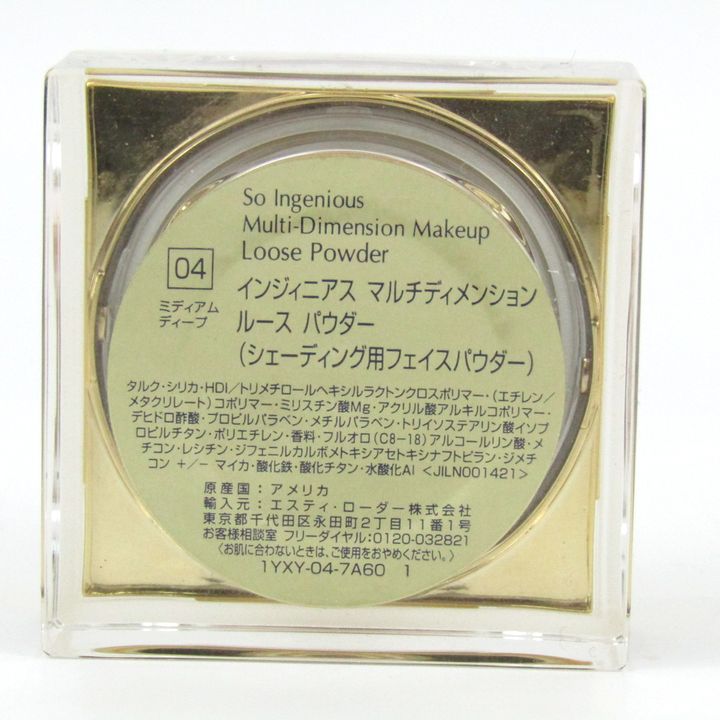 So Ingenious
Multi-Dimension Makeup
Loose Powder
04
ミディアム
ディープ
インジィニアス マルチディメンション
ルース パウダー
(シェーディング用フェイスパウダー)
タルク・シリカ・HDI/トリメチロールヘキシルラクトンクロスポリマー・(エチレン/
メタクリレート)コポリマー・ミリスチン酸Mg・アクリル酸アルキルコポリマー・
デヒドロ酢酸・プロピルパラベン・メチルパラベン・トリイソステアリン酸イソプ
ロピルチタン・ポリエチレン・香料・フルオロ(C8-18)アルコールリン酸・メ
チコン・レシチン・ジフェニルカルボメトキシアセトキシナフトピラン・ジメチ
コン +/- マイカ・酸化鉄・酸化チタン・水酸化Al <JILN001421>
原産国:アメリカ
輸入元:エスティ・ローダー株式会社
東京都千代田区永田町2丁目11番1号
お客様相談室 フリーダイヤル:0120-032821
〈お肌に合わないときは、ご使用をおやめください。〉
1YXY-04-7A60 1